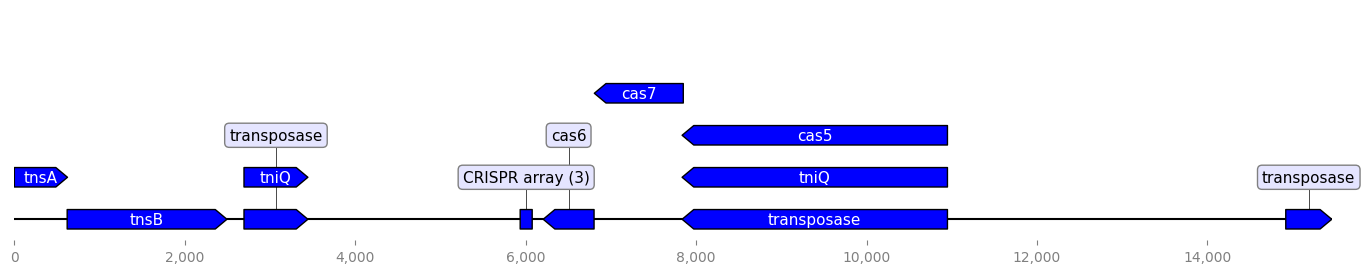 cas7
transposase
cas6
cas5
tnsA
tniQ
CRISPR array (3)
tniQ
transposase
tnsB
transposase
0
2,000
4,000
6,000
8,000
10,000
12,000
14,000